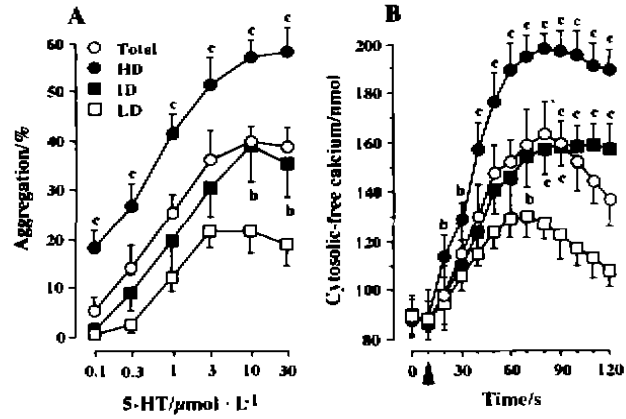 A
Total
HD
ID
LD
60
50
40
30
20
10
0
Aggregation/%
c
c
c
c
c
c
b
b
0.1
0.3
1
3
10
30
5-HT/µmol · L-1
B
200
180
160
100
80
Cytosolic-free calcium/nmol
b
b
c
c
c
c
c
c
c
c
c
b
c
c
c
c
c
0
30
60
90
120
Time/s